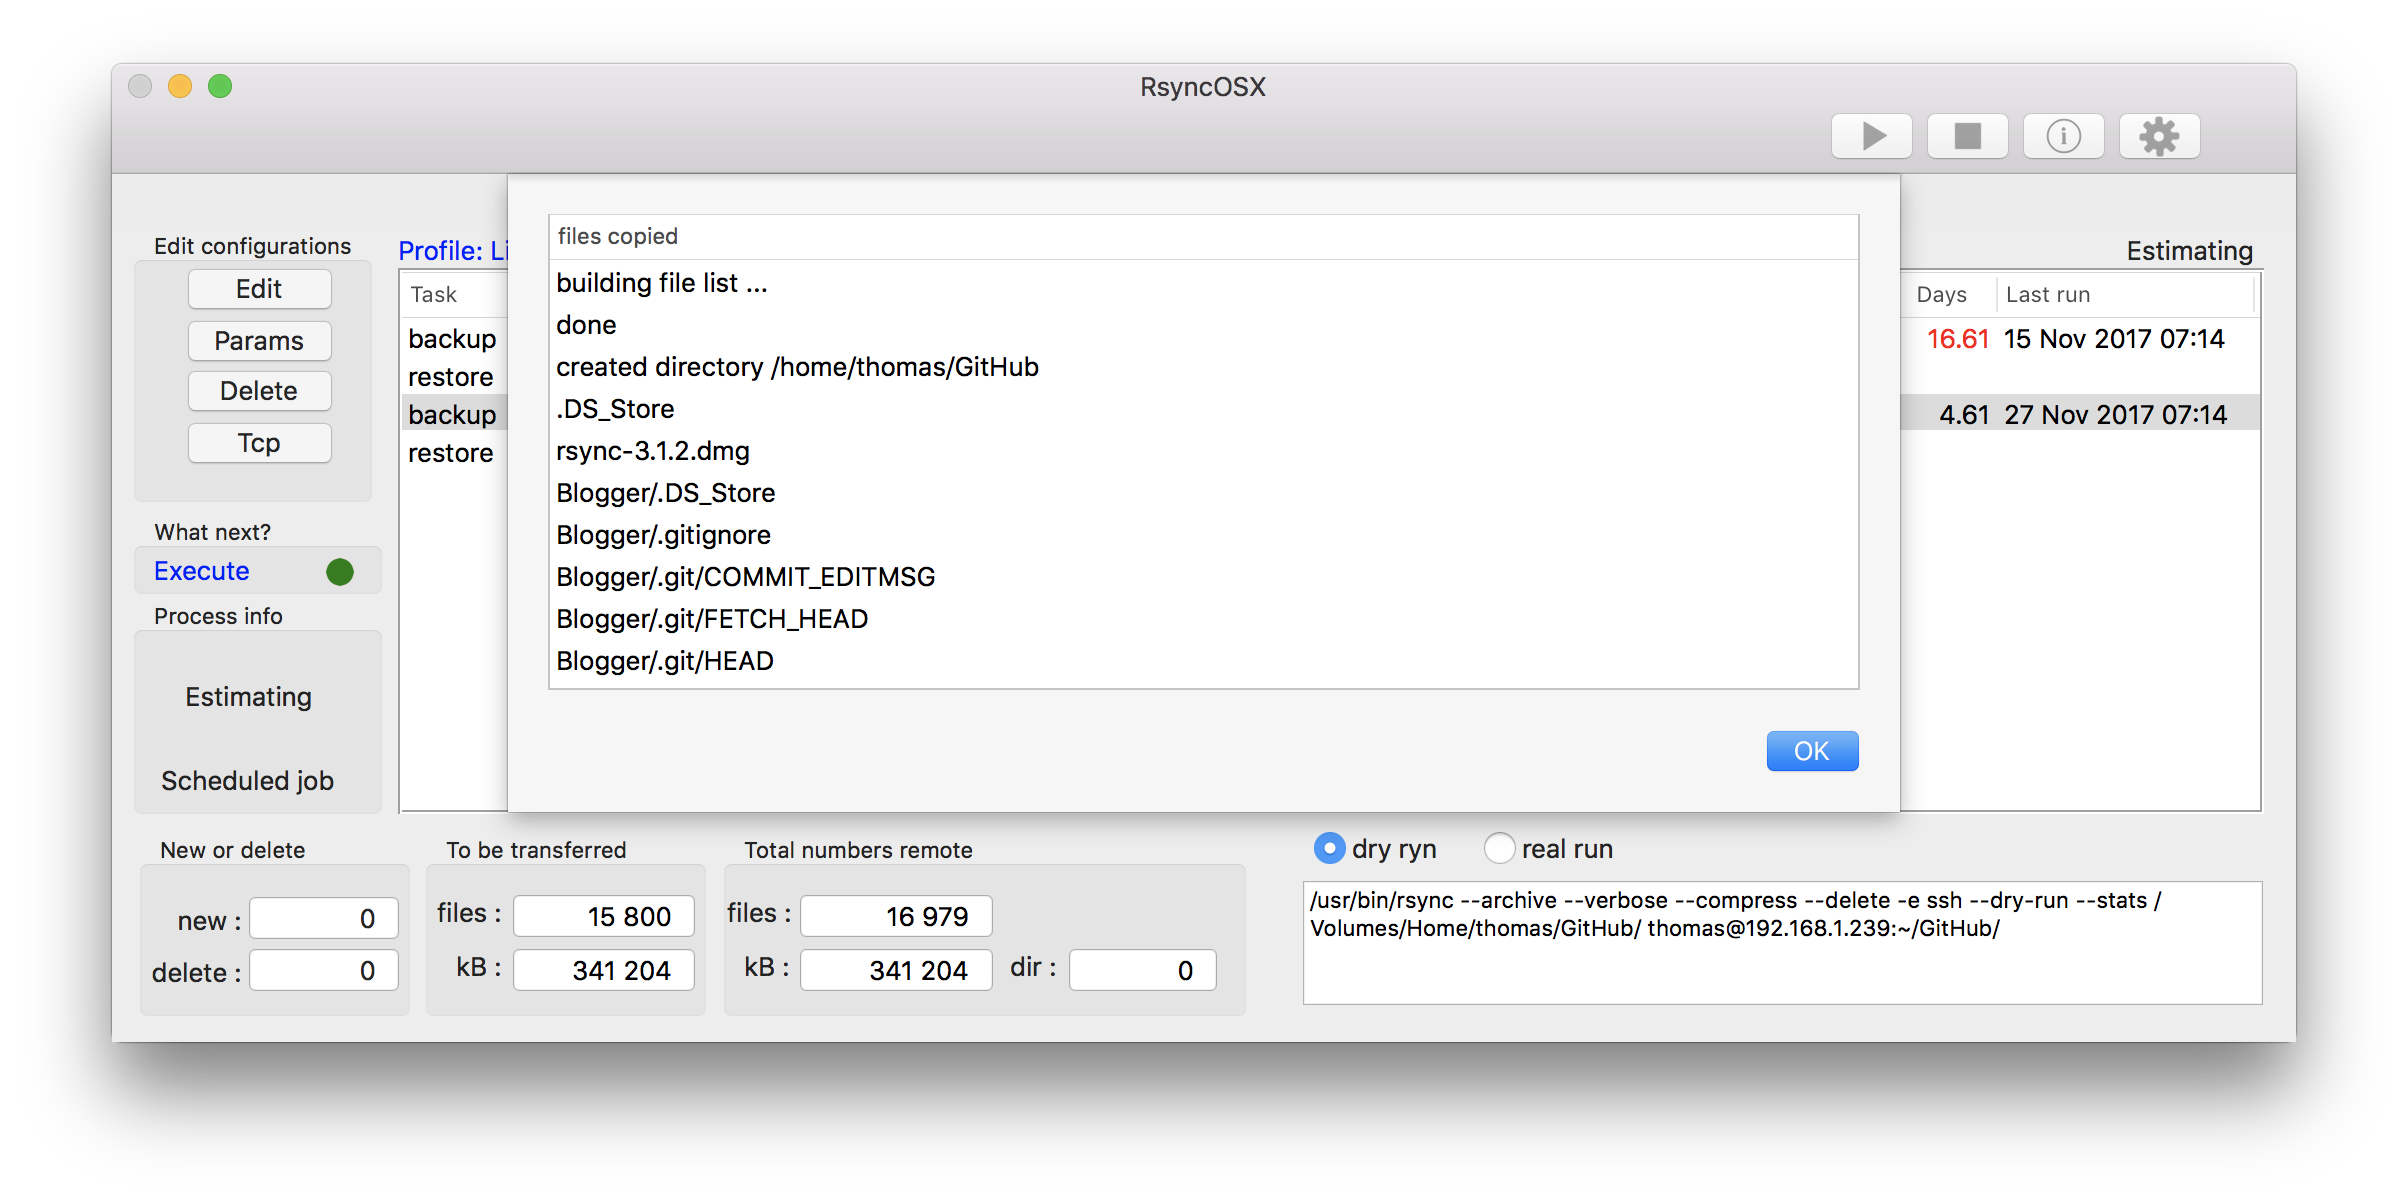 RsyncOSX
Edit configurations
Edit
Params
Delete
Tcp
What next?
Execute
Process info
Estimating
Scheduled job
Profile: Li
Task
backup
restore
backup
restore
files copied
building file list ...
done
created directory /home/thomas/GitHub
.DS_Store
rsync-3.1.2.dmg
Blogger/.DS_Store
Blogger/.gitignore
Blogger/.git/COMMIT_EDITMSG
Blogger/.git/FETCH_HEAD
Blogger/.git/HEAD
OK
Estimating
Days Last run
16.61 15 Nov 2017 07:14
4.61 27 Nov 2017 07:14
New or delete
new : 0
delete : 0
To be transferred
files : 15 800
kB : 341 204
Total numbers remote
files : 16 979
kB : 341 204 dir : 0
dry ryn real run
/usr/bin/rsync --archive --verbose --compress --delete -e ssh --dry-run --stats /
Volumes/Home/thomas/GitHub/ thomas@192.168.1.239:~/GitHub/